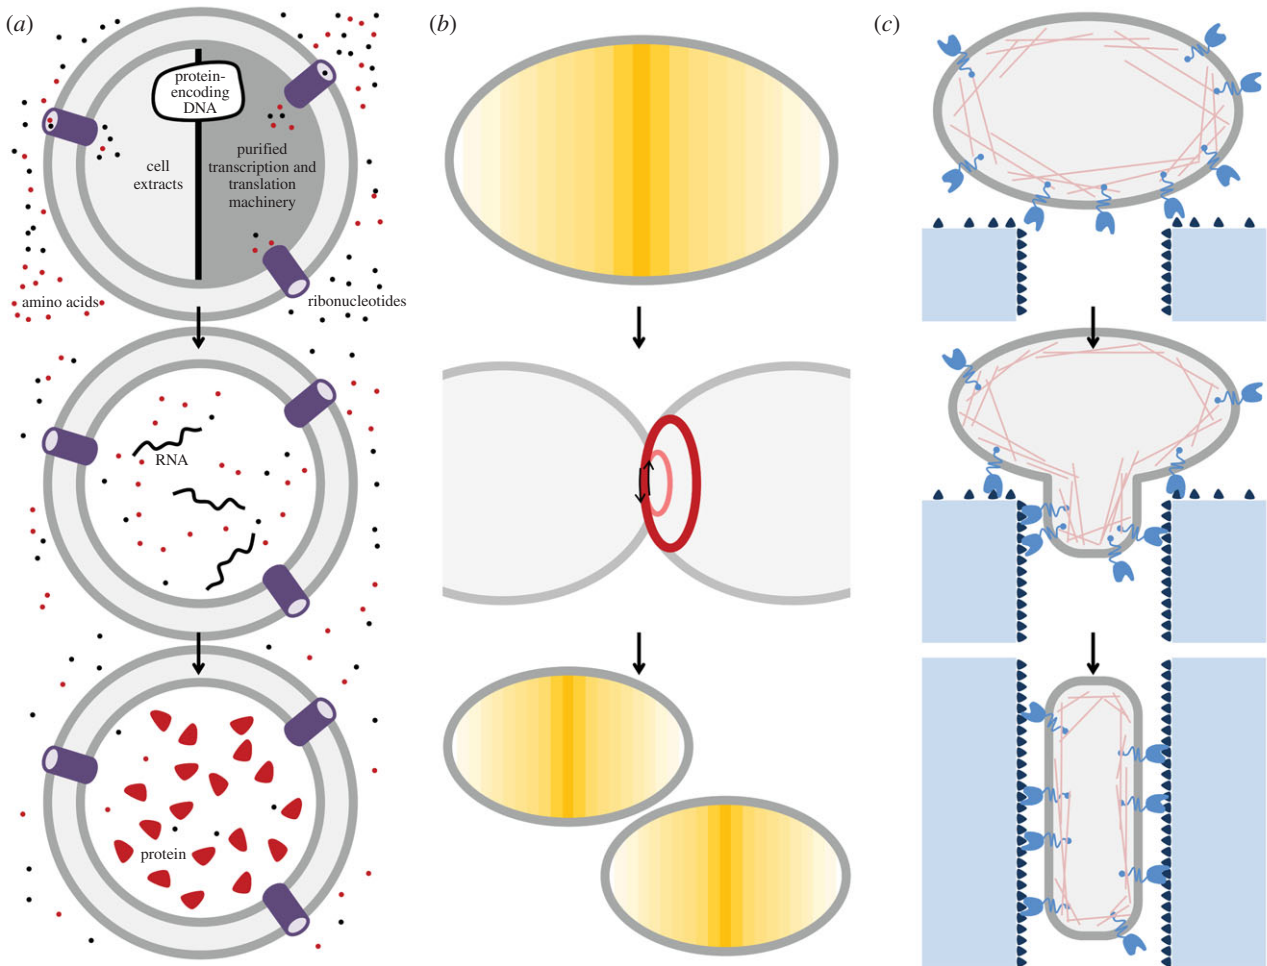 (a)
(b)
(c)
protein-
encoding
DNA
cell
extracts
purified
transcription and
translation
machinery
amino acids
ribonucleotides
RNA
protein